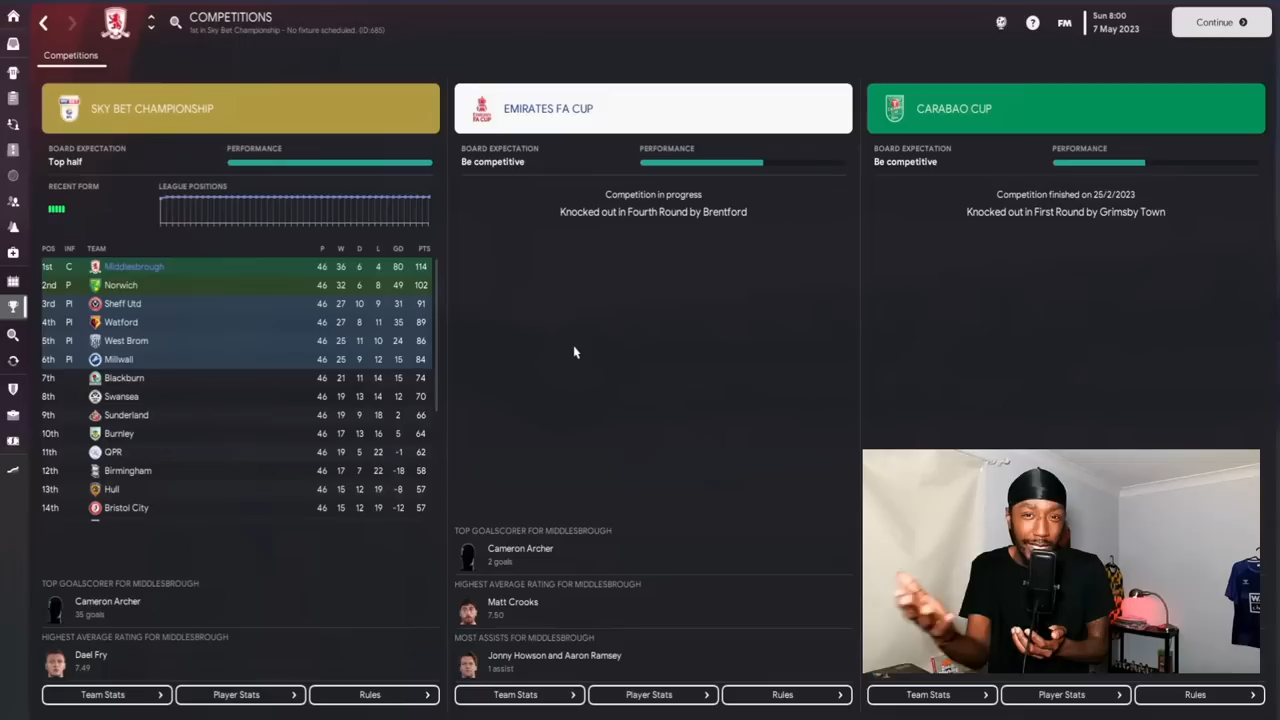 COMPETITIONS
1st in Sky Bet Championship - No fixture scheduled. (ID:685)
FM
Sun 8:00
7 May 2023
Continue
Competitions
SKY BET CHAMPIONSHIP
BOARD EXPECTATION PERFORMANCE
Top half
RECENT FORM LEAGUE POSITIONS
POS INF TEAM P W D L GD PTS
1st C Middlesbrough 46 36 6 4 80 114
2nd P Norwich 46 32 6 8 49 102
3rd Pl Sheff Utd 46 27 10 9 31 91
4th Pl Watford 46 27 8 11 35 89
5th Pl West Brom 46 25 11 10 24 86
6th Pl Millwall 46 25 9 12 15 84
7th Blackburn 46 21 11 14 15 74
8th Swansea 46 19 13 14 12 70
9th Sunderland 46 19 9 18 2 66
10th Burnley 46 17 13 16 5 64
11th QPR 46 19 5 22 -1 62
12th Birmingham 46 17 7 22 -18 58
13th Hull 46 15 12 19 -8 57
14th Bristol City 46 15 12 19 -12 57
TOP GOALSCORER FOR MIDDLESBROUGH
Cameron Archer
35 goals
HIGHEST AVERAGE RATING FOR MIDDLESBROUGH
Dael Fry
7.49
Team Stats Player Stats Rules
EMIRATES FA CUP
BOARD EXPECTATION PERFORMANCE
Be competitive
Competition in progress
Knocked out in Fourth Round by Brentford
TOP GOALSCORER FOR MIDDLESBROUGH
Cameron Archer
2 goals
HIGHEST AVERAGE RATING FOR MIDDLESBROUGH
Matt Crooks
7.50
MOST ASSISTS FOR MIDDLESBROUGH
Jonny Howson and Aaron Ramsey
1 assist
Team Stats Player Stats Rules
CARABAO CUP
BOARD EXPECTATION PERFORMANCE
Be competitive
Competition finished on 25/2/2023
Knocked out in First Round by Grimsby Town
Team Stats Player Stats Rules